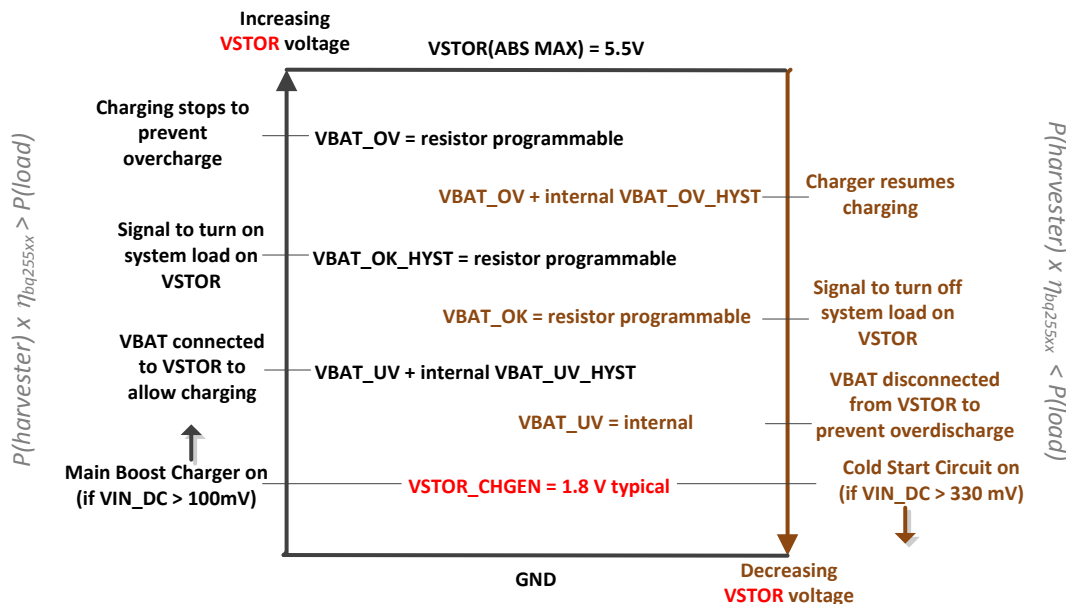 Increasing
VSTOR voltage
VSTOR(ABS MAX) = 5.5V
Charging stops to
prevent
overcharge
VBAT_OV = resistor programmable
VBAT_OV + internal VBAT_OV_HYST
Charger resumes
charging
Signal to turn on
system load on
VSTOR
VBAT_OK_HYST = resistor programmable
VBAT_OK = resistor programmable
Signal to turn off
system load on
VSTOR
VBAT connected
to VSTOR to
allow charging
VBAT_UV + internal VBAT_UV_HYST
VBAT_UV = internal
VBAT disconnected
from VSTOR to
prevent overdischarge
Main Boost Charger on
(if VIN_DC > 100mV)
VSTOR_CHGEN = 1.8 V typical
Cold Start Circuit on
(if VIN_DC > 330 mV)
GND
Decreasing
VSTOR voltage
P(harvester) x ηbq255xx > P(load)
P(harvester) x ηbq255xx < P(load)